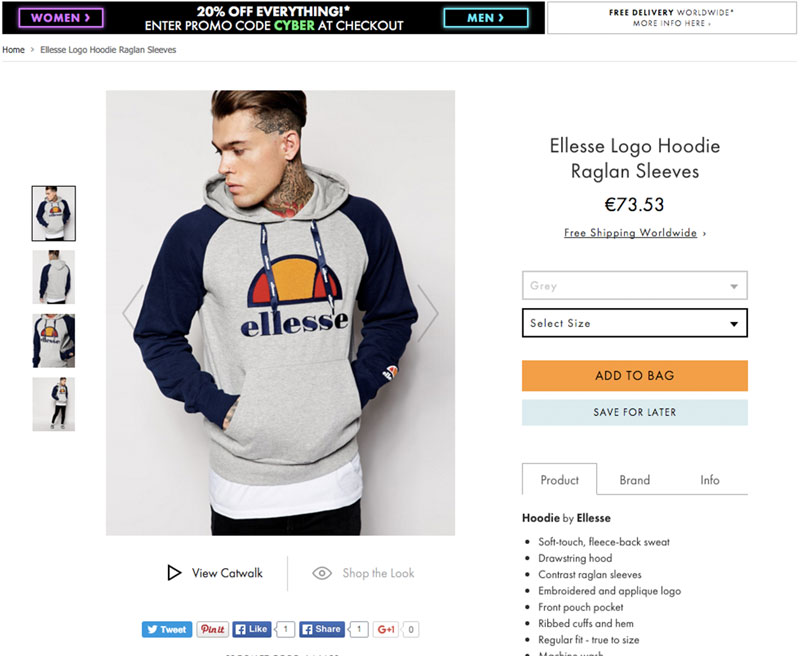 WOMEN ›
20% OFF EVERYTHING!*
ENTER PROMO CODE CYBER AT CHECKOUT
MEN ›
FREE DELIVERY WORLDWIDE*
MORE INFO HERE ›
Home › Ellesse Logo Hoodie Raglan Sleeves
ellesse
Ellesse Logo Hoodie
Raglan Sleeves
€73.53
Free Shipping Worldwide ›
Grey
Select Size
ADD TO BAG
SAVE FOR LATER
Product
Brand
Info
Hoodie by Ellesse
Soft-touch, fleece-back sweat
Drawstring hood
Contrast raglan sleeves
Embroidered and applique logo
Front pouch pocket
Ribbed cuffs and hem
Regular fit - true to size
Machine wash
View Catwalk
Shop the Look
Tweet
Pin it
Like
1
Share
1
G+1
0